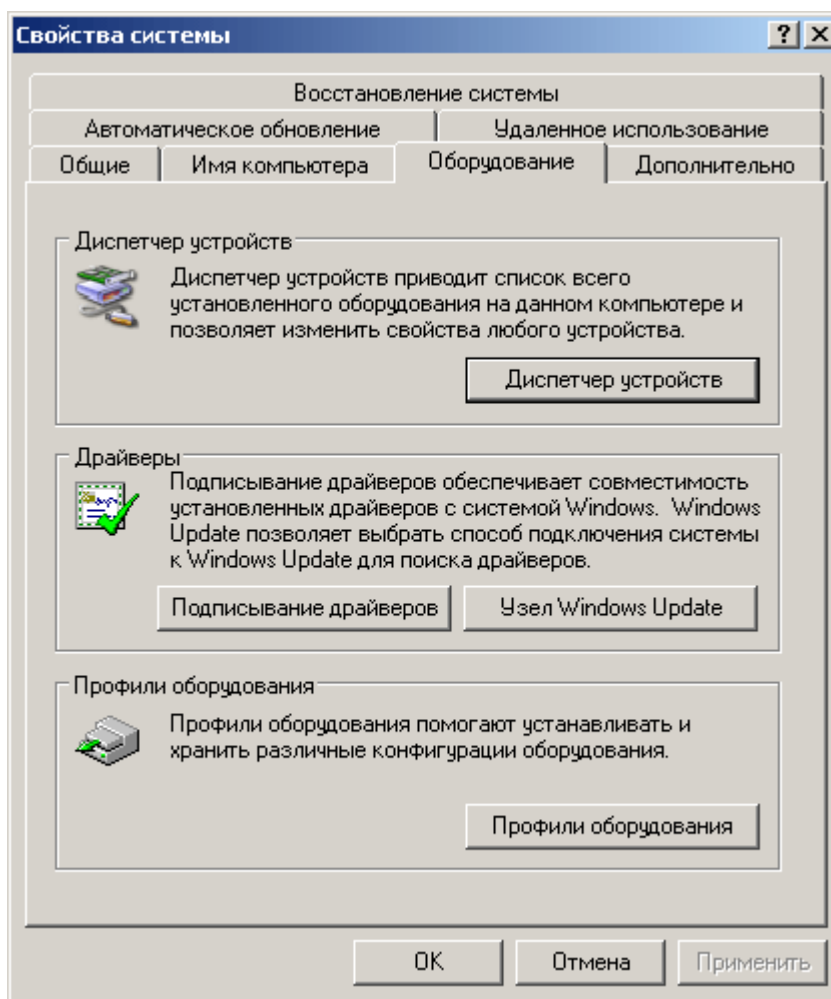 Свойства системы
Восстановление системы
Автоматическое обновление Удаленное использование
Общие Имя компьютера Оборудование Дополнительно
Диспетчер устройств
Диспетчер устройств приводит список всего
установленного оборудования на данном компьютере и
позволяет изменить свойства любого устройства.
Диспетчер устройств
Драйверы
Подписывание драйверов обеспечивает совместимость
установленных драйверов с системой Windows. Windows
Update позволяет выбрать способ подключения системы
к Windows Update для поиска драйверов.
Подписывание драйверов Узел Windows Update
Профили оборудования
Профили оборудования помогают устанавливать и
хранить различные конфигурации оборудования.
Профили оборудования
OK Отмена Применить